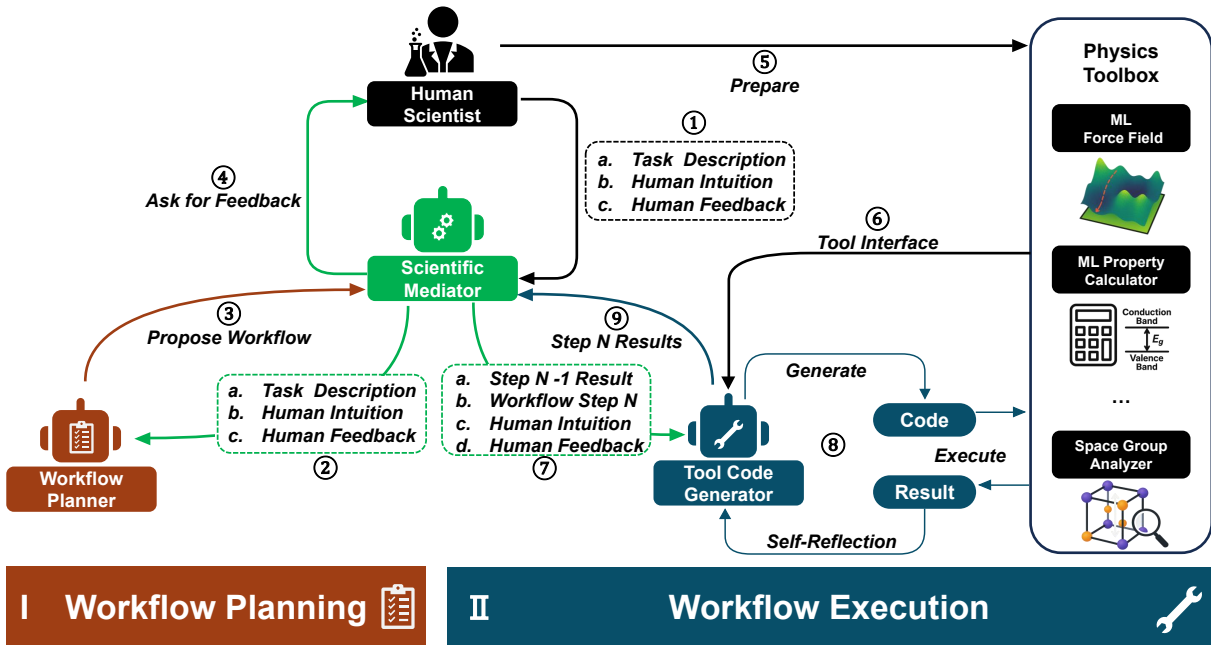 Human
Scientist
⑤
Prepare
①
a. Task Description
b. Human Intuition
c. Human Feedback
④
Ask for Feedback
Scientific
Mediator
③
Propose Workflow
a. Task Description
b. Human Intuition
c. Human Feedback
②
Workflow
Planner
⑨
Step N Results
a. Step N -1 Result
b. Workflow Step N
c. Human Intuition
d. Human Feedback
⑦
⑥
Tool Interface
Tool Code
Generator
Generate
Code
⑧
Execute
Result
Self-Reflection
Physics
Toolbox
ML
Force Field
ML Property
Calculator
Conduction
Band
Eg
Valence
Band
...
Space Group
Analyzer
I Workflow Planning
II Workflow Execution